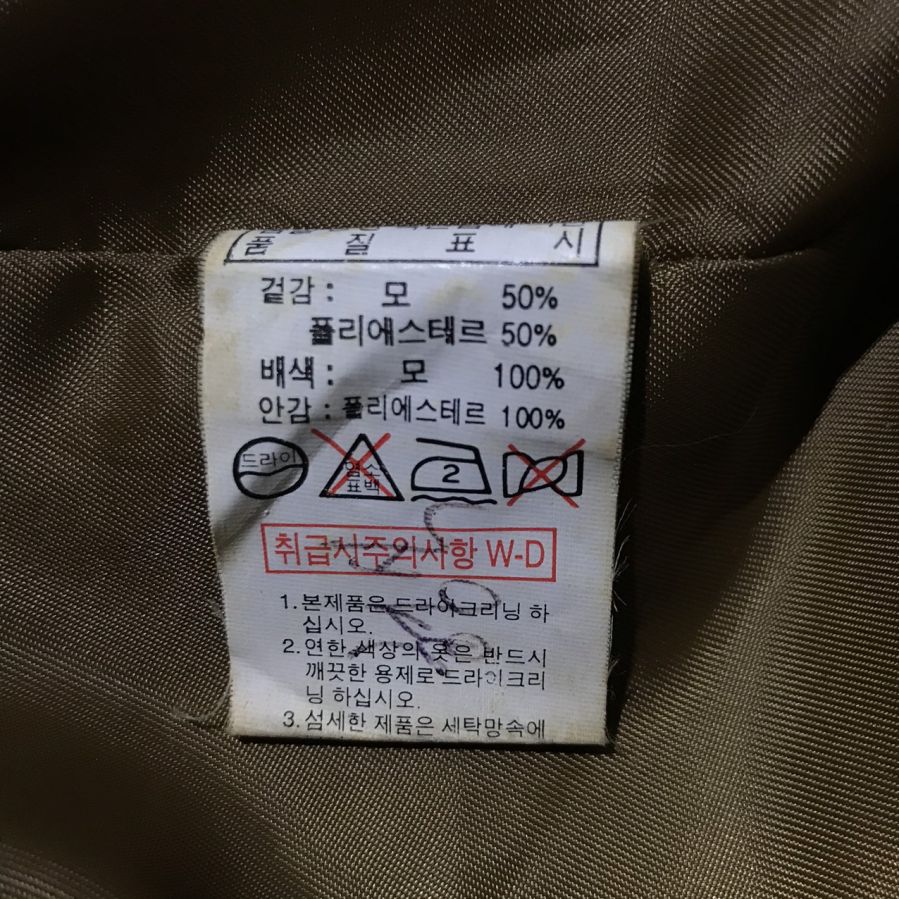 품 질 표 시
겉감 : 모 50%
폴리에스테르 50%
배색 : 모 100%
안감 : 폴리에스테르 100%
드라이 염소 표백 2
취급시주의사항 W-D
1. 본제품은 드라이크리닝 하
십시오.
2. 연한 색상의 옷은 반드시
깨끗한 용제로 드라이크리
닝 하십시오.
3. 섬세한 제품은 세탁망속에